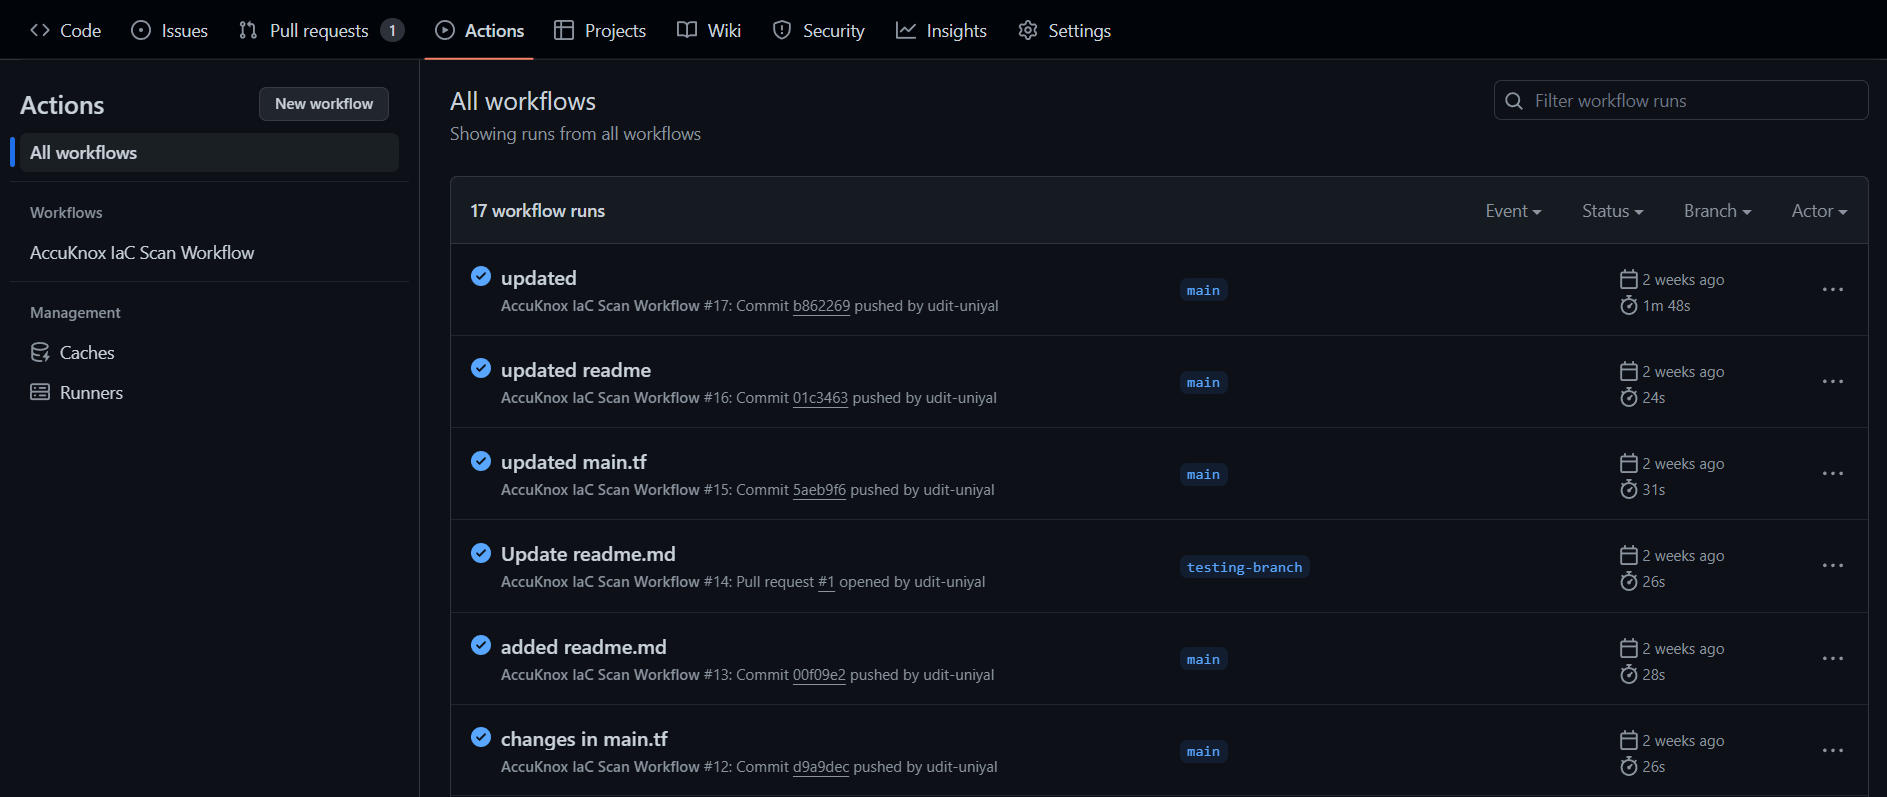 Code Issues Pull requests 1 Actions Projects Wiki Security Insights Settings
Actions
New workflow
All workflows
Workflows
AccuKnox IaC Scan Workflow
Management
Caches
Runners
All workflows
Showing runs from all workflows
Filter workflow runs
17 workflow runs
Event Status Branch Actor
updated
AccuKnox IaC Scan Workflow #17: Commit b862269 pushed by udit-uniyal
main
2 weeks ago
1m 48s
updated readme
AccuKnox IaC Scan Workflow #16: Commit 01c3463 pushed by udit-uniyal
main
2 weeks ago
24s
updated main.tf
AccuKnox IaC Scan Workflow #15: Commit 5aeb9f6 pushed by udit-uniyal
main
2 weeks ago
31s
Update readme.md
AccuKnox IaC Scan Workflow #14: Pull request #1 opened by udit-uniyal
testing-branch
2 weeks ago
26s
added readme.md
AccuKnox IaC Scan Workflow #13: Commit 00f09e2 pushed by udit-uniyal
main
2 weeks ago
28s
changes in main.tf
AccuKnox IaC Scan Workflow #12: Commit d9a9dec pushed by udit-uniyal
main
2 weeks ago
26s